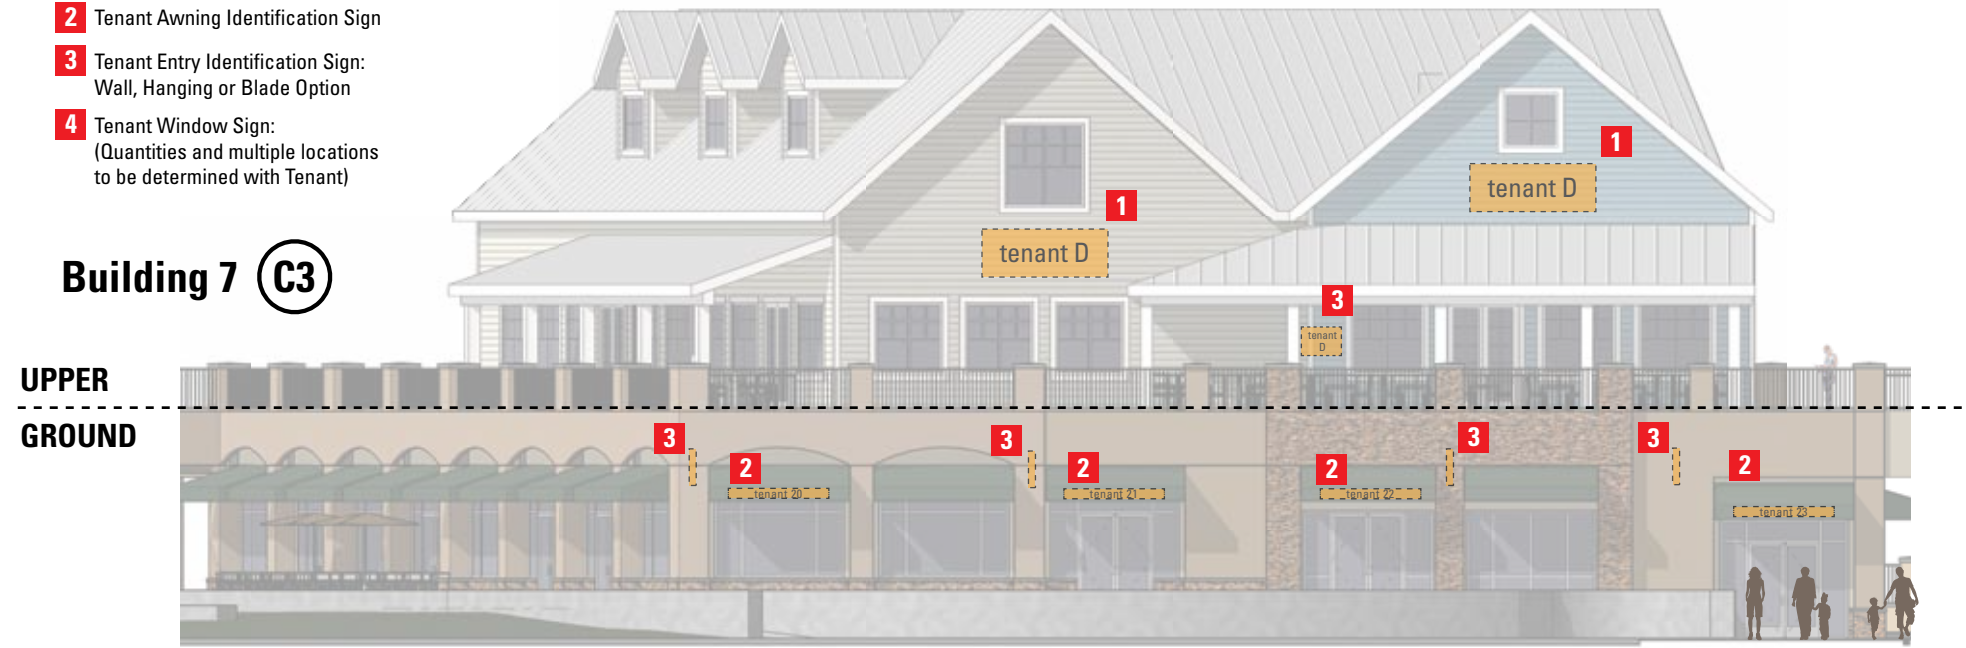 2 Tenant Awning Identification Sign
3 Tenant Entry Identification Sign:
Wall, Hanging or Blade Option
4 Tenant Window Sign:
(Quantities and multiple locations
to be determined with Tenant)
1
tenant D
1
tenant D
Building 7 C3
3
tenant
D
UPPER
GROUND
3
2
tenant 20
3
2
tenant 21
2
tenant 22
3
3
2
tenant 23